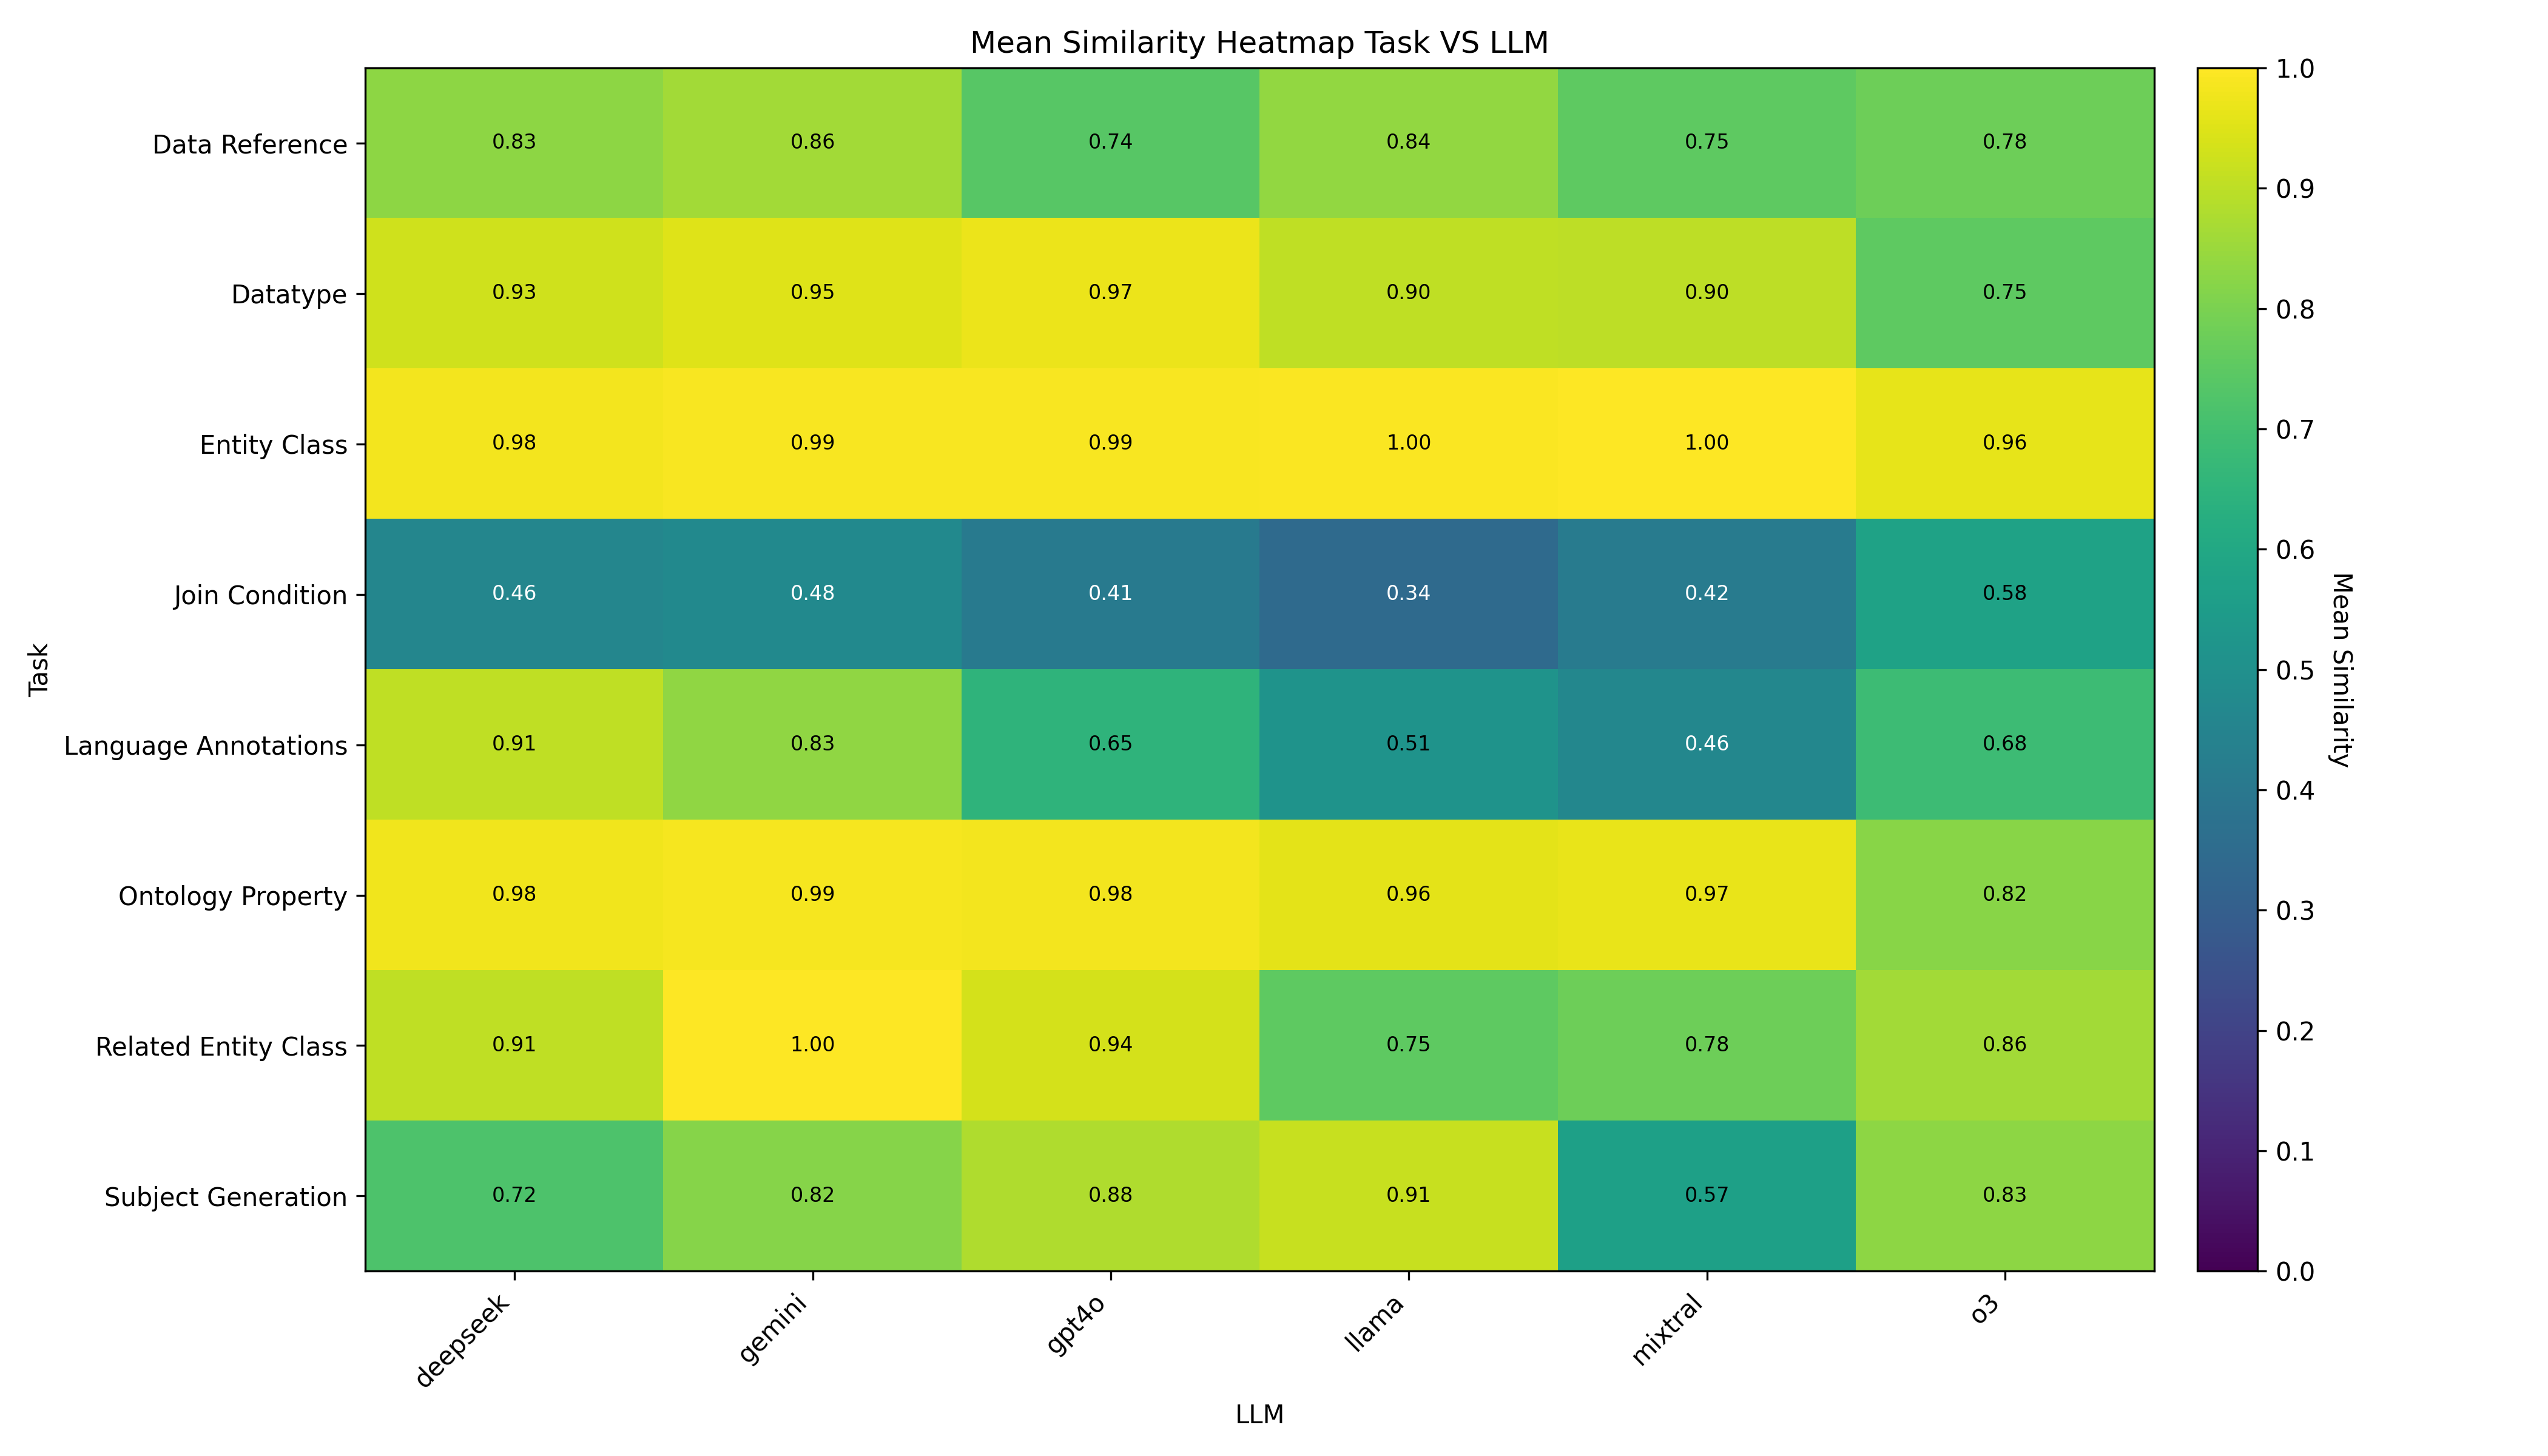 Mean Similarity Heatmap Task VS LLM
Data Reference 0.83 0.86 0.74 0.84 0.75 0.78
Datatype 0.93 0.95 0.97 0.90 0.90 0.75
Entity Class 0.98 0.99 0.99 1.00 1.00 0.96
Join Condition 0.46 0.48 0.41 0.34 0.42 0.58
Language Annotations 0.91 0.83 0.65 0.51 0.46 0.68
Ontology Property 0.98 0.99 0.98 0.96 0.97 0.82
Related Entity Class 0.91 1.00 0.94 0.75 0.78 0.86
Subject Generation 0.72 0.82 0.88 0.91 0.57 0.83
deepseek gemini gpt4o llama mixtral o3
LLM
Task
1.0
0.9
0.8
0.7
0.6
0.5
0.4
0.3
0.2
0.1
0.0
Mean Similarity